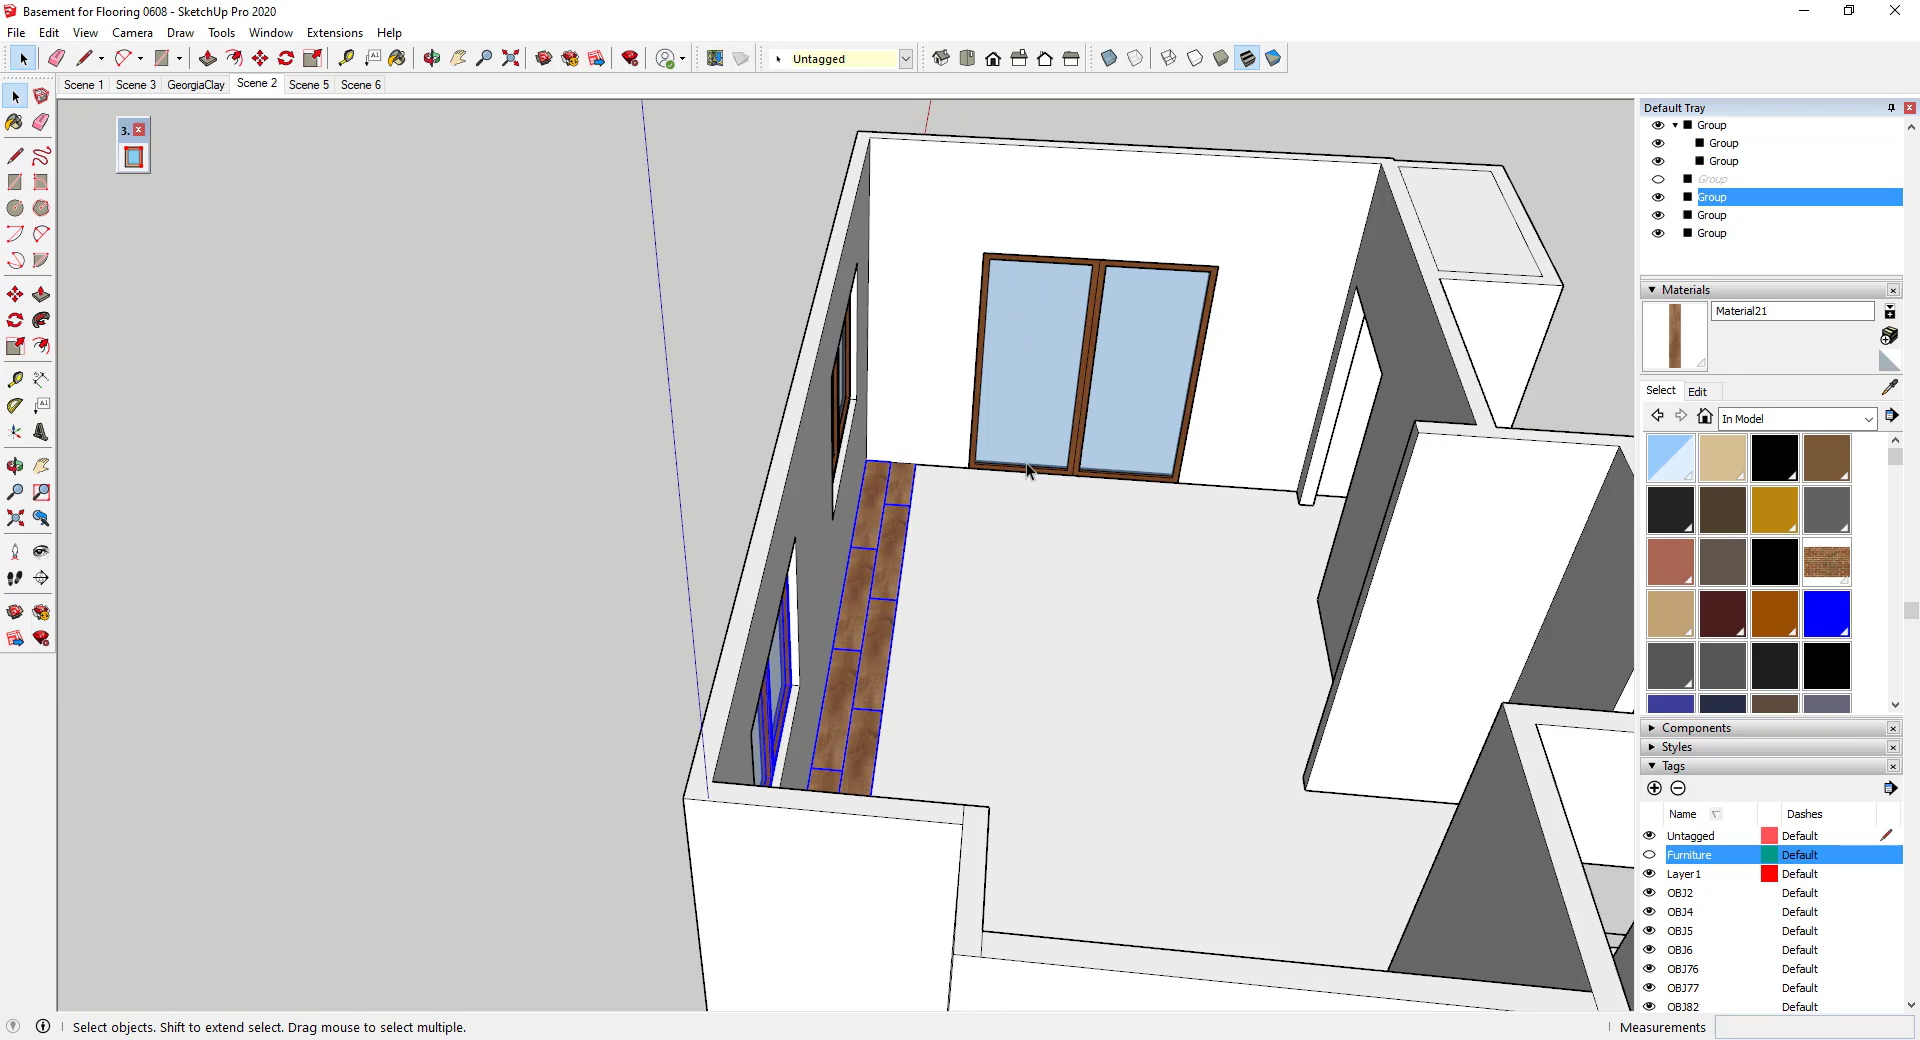 Basement for Flooring 0608 - SketchUp Pro 2020
File Edit View Camera Draw Tools Window Extensions Help
Untagged
Scene 1 Scene 3 GeorgiaClay Scene 2 Scene 5 Scene 6
3.
Default Tray
Group
Group
Group
Group
Group
Group
Group
Materials
Material21
Select Edit
In Model
Components
Styles
Tags
Name Dashes
Untagged Default
Furniture Default
Layer1 Default
OBJ2 Default
OBJ4 Default
OBJ5 Default
OBJ6 Default
OBJ76 Default
OBJ77 Default
OBJ82 Default
Select objects. Shift to extend select. Drag mouse to select multiple.
Measurements